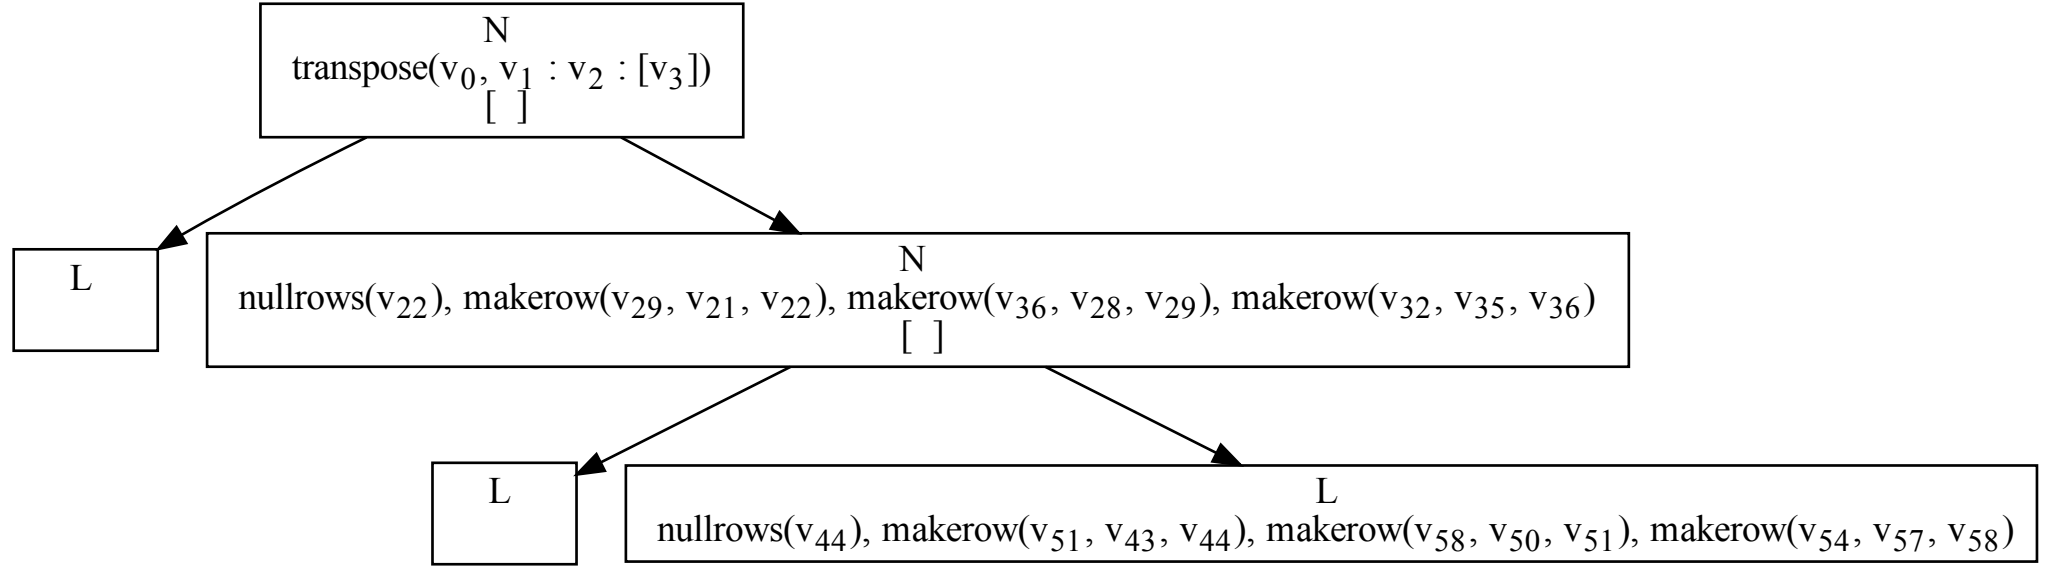 N
transpose(v₀, v₁ : v₂ : [v₃])
[ ]
L
N
nullrows(v₂₂), makerow(v₂₉, v₂₁, v₂₂), makerow(v₃₆, v₂₈, v₂₉), makerow(v₃₂, v₃₅, v₃₆)
[ ]
L
L
nullrows(v₄₄), makerow(v₅₁, v₄₃, v₄₄), makerow(v₅₈, v₅₀, v₅₁), makerow(v₅₄, v₅₇, v₅₈)